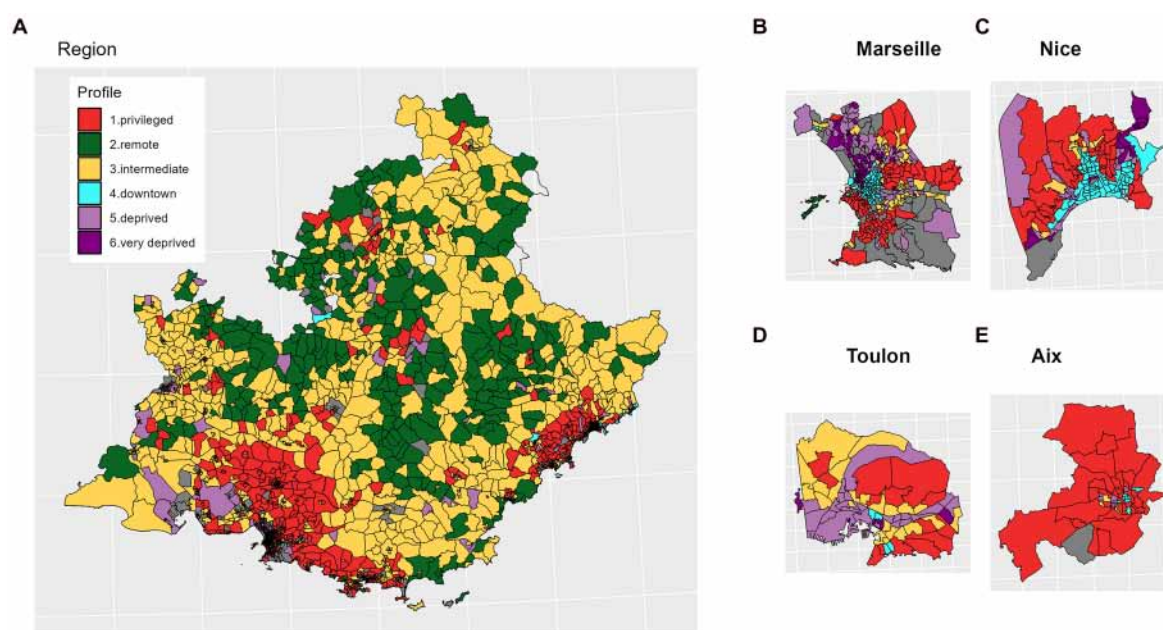 A
Region
Profile
1.privileged
2.remote
3.intermediate
4.downtown
5.deprived
6.very deprived
B
Marseille
C
Nice
D
Toulon
E
Aix